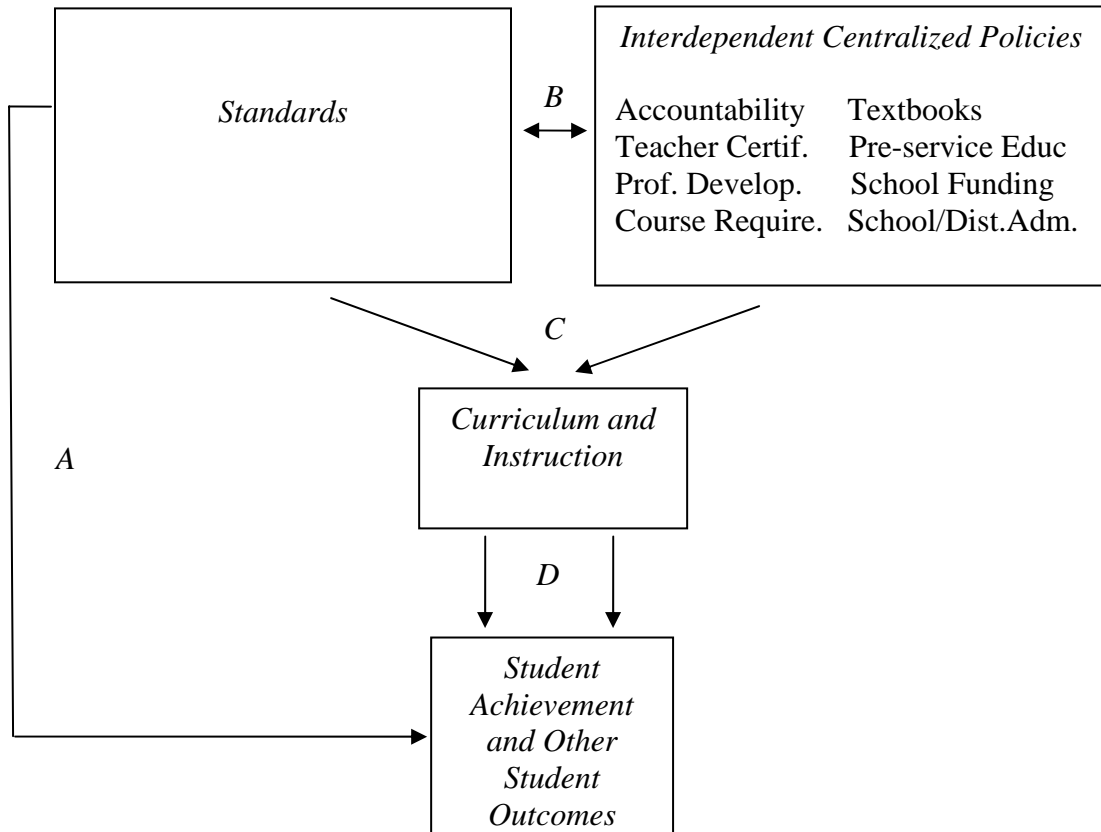 Standards
B
Interdependent Centralized Policies
Accountability Textbooks
Teacher Certif. Pre-service Educ
Prof. Develop. School Funding
Course Require. School/Dist.Adm.
C
Curriculum and
Instruction
A
D
Student
Achievement
and Other
Student
Outcomes